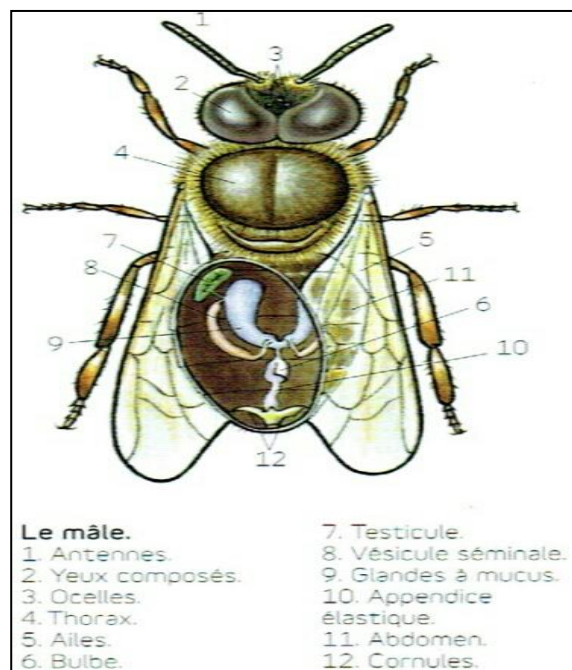 1
3
2
4
7
5
8
11
6
9
10
12
Le mâle.
1. Antennes.
2. Yeux composés.
3. Ocelles.
4. Thorax.
5. Ailes.
6. Bulbe.
7. Testicule.
8. Vésicule séminale.
9. Glandes à mucus.
10. Appendice
élastique.
11. Abdomen.
12. Cornules.